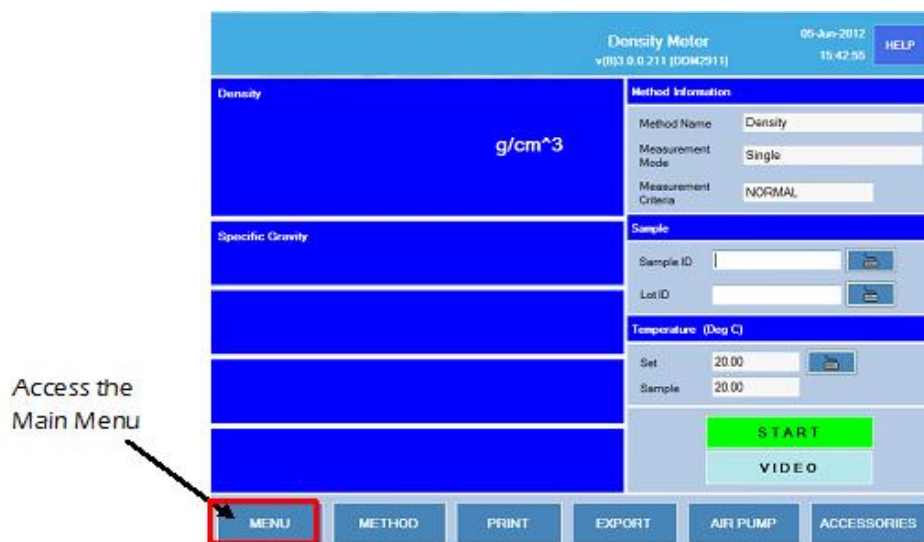 Density Meter
v(II)3.0.0.211 [DDM2911]
05-Jun-2012
15:42:55
HELP
Density
g/cm^3
Specific Gravity
Method Information
Method Name Density
Measurement
Mode
Single
Measurement
Criteria
NORMAL
Sample
Sample ID
Lot ID
Temperature (Deg C)
Set 20.00
Sample 20.00
START
VIDEO
Access the
Main Menu
MENU METHOD PRINT EXPORT AIR PUMP ACCESSORIES